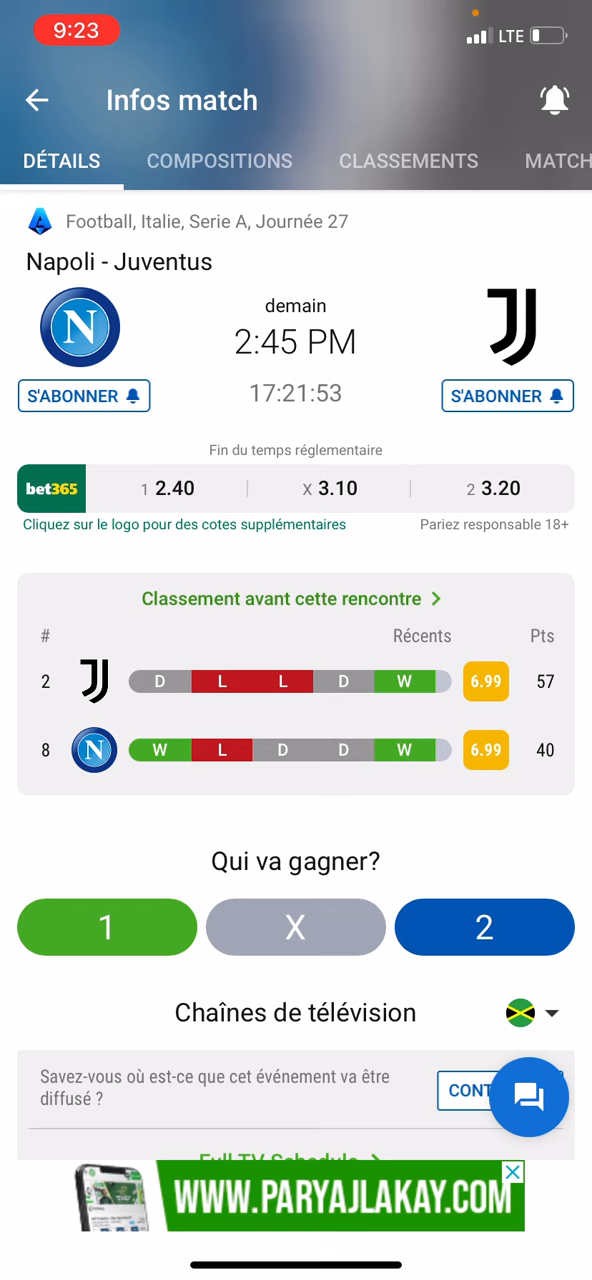 9:23
LTE
Infos match
DÉTAILS COMPOSITIONS CLASSEMENTS MATCH
Football, Italie, Serie A, Journée 27
Napoli - Juventus
N
demain
2:45 PM
17:21:53
S'ABONNER S'ABONNER
Fin du temps réglementaire
bet365 1 2.40 X 3.10 2 3.20
Cliquez sur le logo pour des cotes supplémentaires Pariez responsable 18+
Classement avant cette rencontre
# Récents Pts
2 D L L D W 6.99 57
8 N W L D D W 6.99 40
Qui va gagner?
1 X 2
Chaînes de télévision
Savez-vous où est-ce que cet événement va être
diffusé ?
CONT
Full TV Schedule
WWW.PARYAJLAKAY.COM